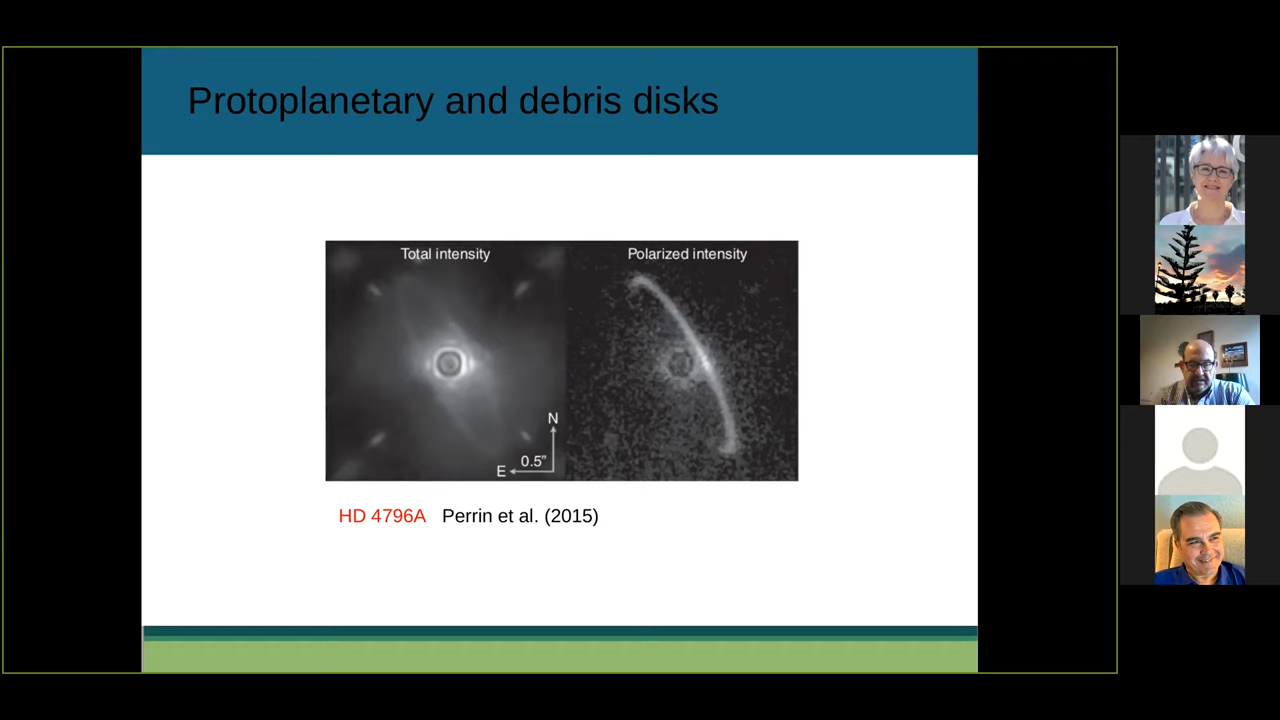 Protoplanetary and debris disks
Total intensity
Polarized intensity
N
0.5"
E
HD 4796A Perrin et al. (2015)